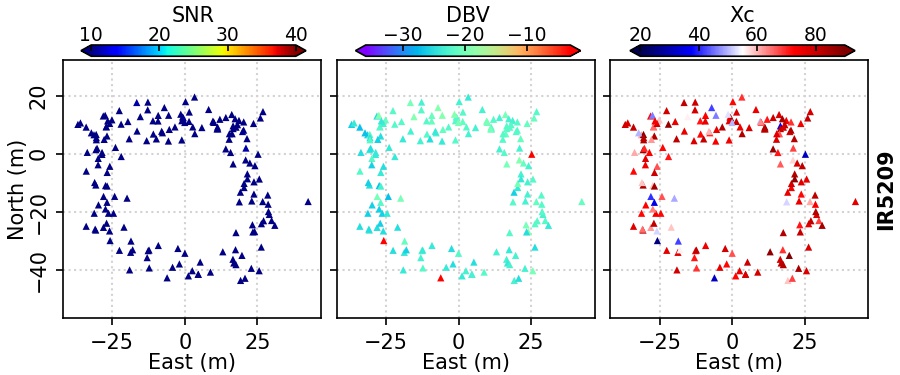 SNR DBV Xc
10 20 30 40 −30 −20 −10 20 40 60 80
20
0
−20
−40
North (m)
−25 0 25 −25 0 25 −25 0 25
East (m) East (m) East (m)
IR5209